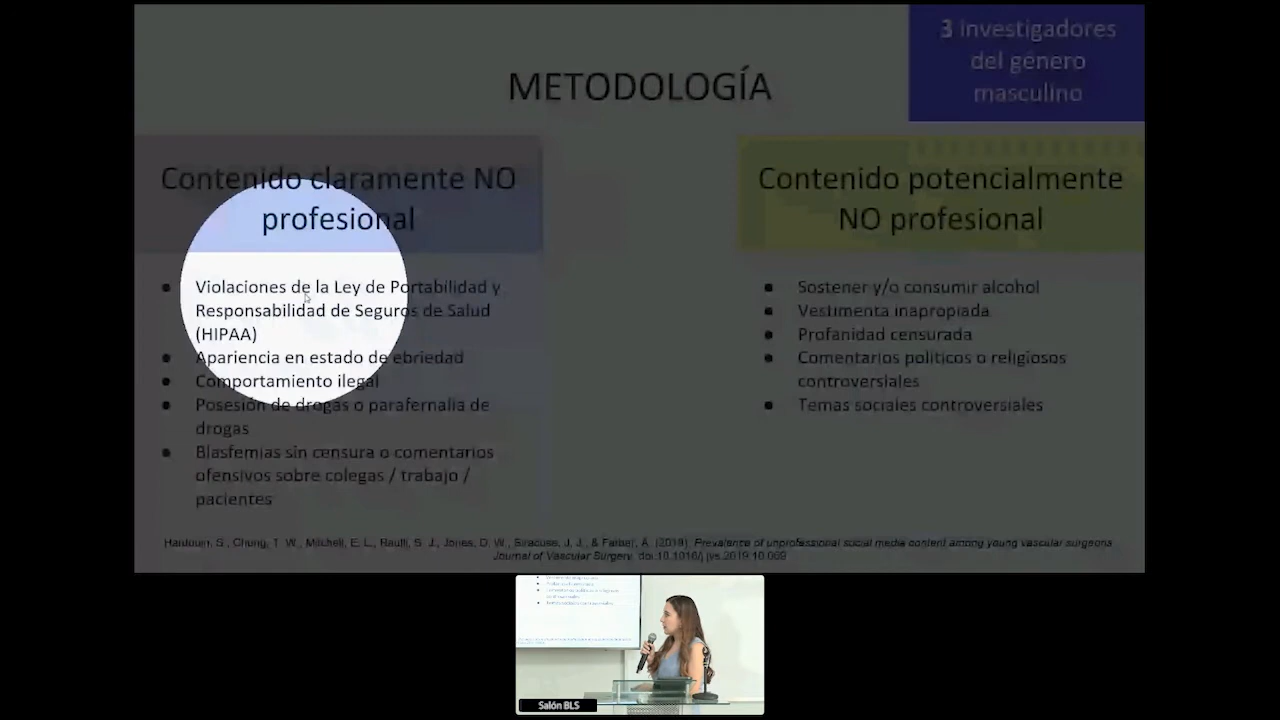 3 investigadores
del género
masculino
METODOLOGÍA
Contenido claramente NO
profesional
Violaciones de la Ley de Portabilidad y
Responsabilidad de Seguros de Salud
(HIPAA)
Apariencia en estado de ebriedad
Comportamiento ilegal
Posesión de drogas o parafernalia de
drogas
Blasfemias sin censura o comentarios
ofensivos sobre colegas / trabajo /
pacientes
Contenido potencialmente
NO profesional
Sostener y/o consumir alcohol
Vestimenta inapropiada
Profanidad censurada
Comentarios políticos o religiosos
controversiales
Temas sociales controversiales
Hardouin, S., Cheng, T. W., Mitchell, E. L., Raulli, S. J., Jones, D. W., Siracuse, J. J., & Farber, A. (2019). Prevalence of unprofessional social media content among young vascular surgeons.
Journal of Vascular Surgery. doi:10.1016/j.jvs.2019.10.069
Salón BLS